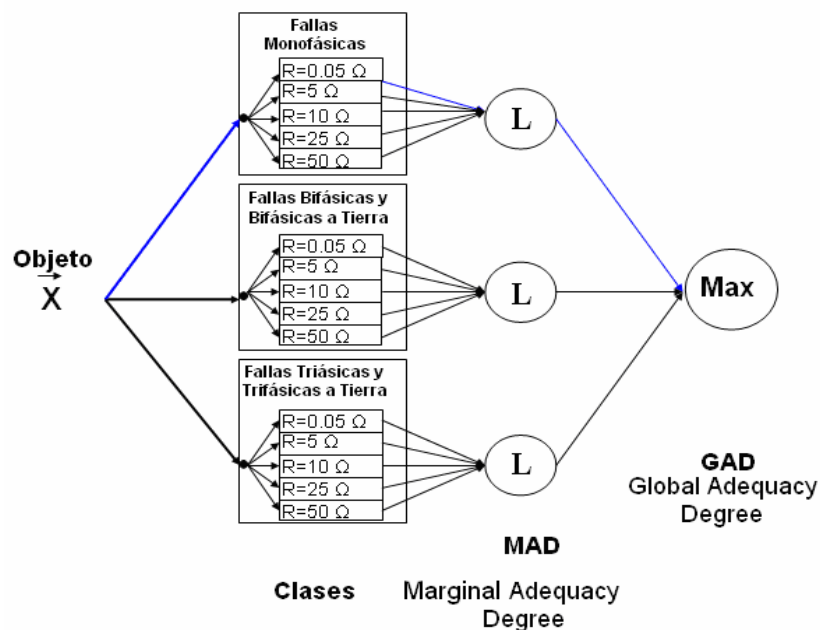 Fallas
Monofásicas
R=0.05 Ω
R=5 Ω
R=10 Ω
R=25 Ω
R=50 Ω
L
Fallas Bifásicas y
Bifásicas a Tierra
R=0.05 Ω
R=5 Ω
R=10 Ω
R=25 Ω
R=50 Ω
L
Objeto
X
Max
Fallas Triásicas y
Trifásicas a Tierra
R=0.05 Ω
R=5 Ω
R=10 Ω
R=25 Ω
R=50 Ω
L
GAD
Global Adequacy
Degree
MAD
Clases
Marginal Adequacy
Degree